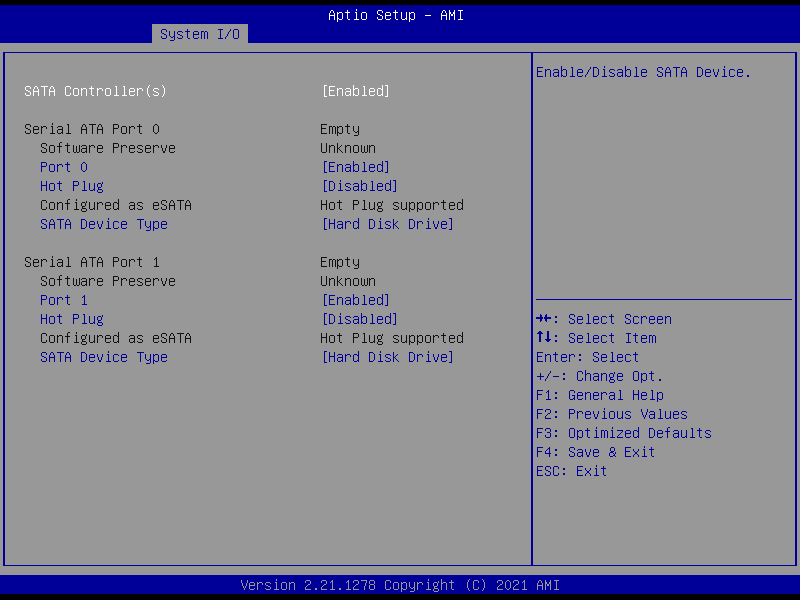 Aptio Setup - AMI
System I/O
SATA Controller(s) [Enabled]
Serial ATA Port 0 Empty
Software Preserve Unknown
Port 0 [Enabled]
Hot Plug [Disabled]
Configured as eSATA Hot Plug supported
SATA Device Type [Hard Disk Drive]
Serial ATA Port 1 Empty
Software Preserve Unknown
Port 1 [Enabled]
Hot Plug [Disabled]
Configured as eSATA Hot Plug supported
SATA Device Type [Hard Disk Drive]
Enable/Disable SATA Device.
→←: Select Screen
↑↓: Select Item
Enter: Select
+/-: Change Opt.
F1: General Help
F2: Previous Values
F3: Optimized Defaults
F4: Save & Exit
ESC: Exit
Version 2.21.1278 Copyright (C) 2021 AMI